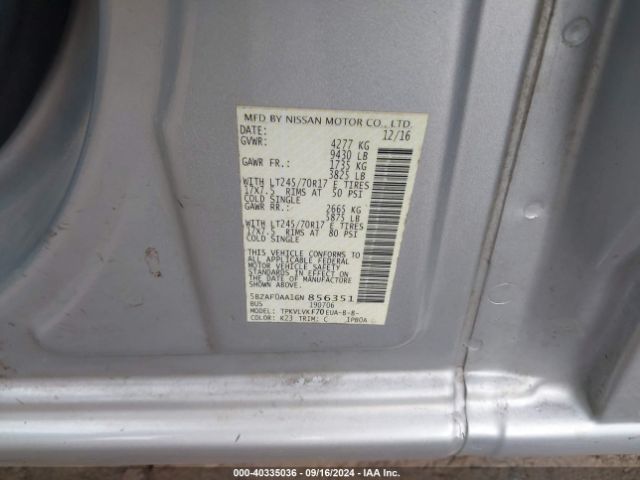 MFD BY NISSAN MOTOR CO., LTD.
DATE: 12/16
GVWR: 4277 KG
9430 LB
GAWR FR.: 1735 KG
3825 LB
WITH LT245/70R17 E TIRES
17X7.5 RIMS AT 50 PSI
COLD SINGLE
GAWR RR.: 2665 KG
5875 LB
WITH LT245/70R17 E TIRES
17X7.5 RIMS AT 80 PSI
COLD SINGLE
THIS VEHICLE CONFORMS TO
ALL APPLICABLE FEDERAL
MOTOR VEHICLE SAFETY
STANDARDS IN EFFECT ON
THE DATE OF MANUFACTURE
SHOWN ABOVE.
5BZAF0AA1GN 856351
BUS 190706
MODEL: TPKVLVKF70EUA-B-B-
COLOR: K23 TRIM: C
000-40335036 - 09/16/2024 - IAA Inc.